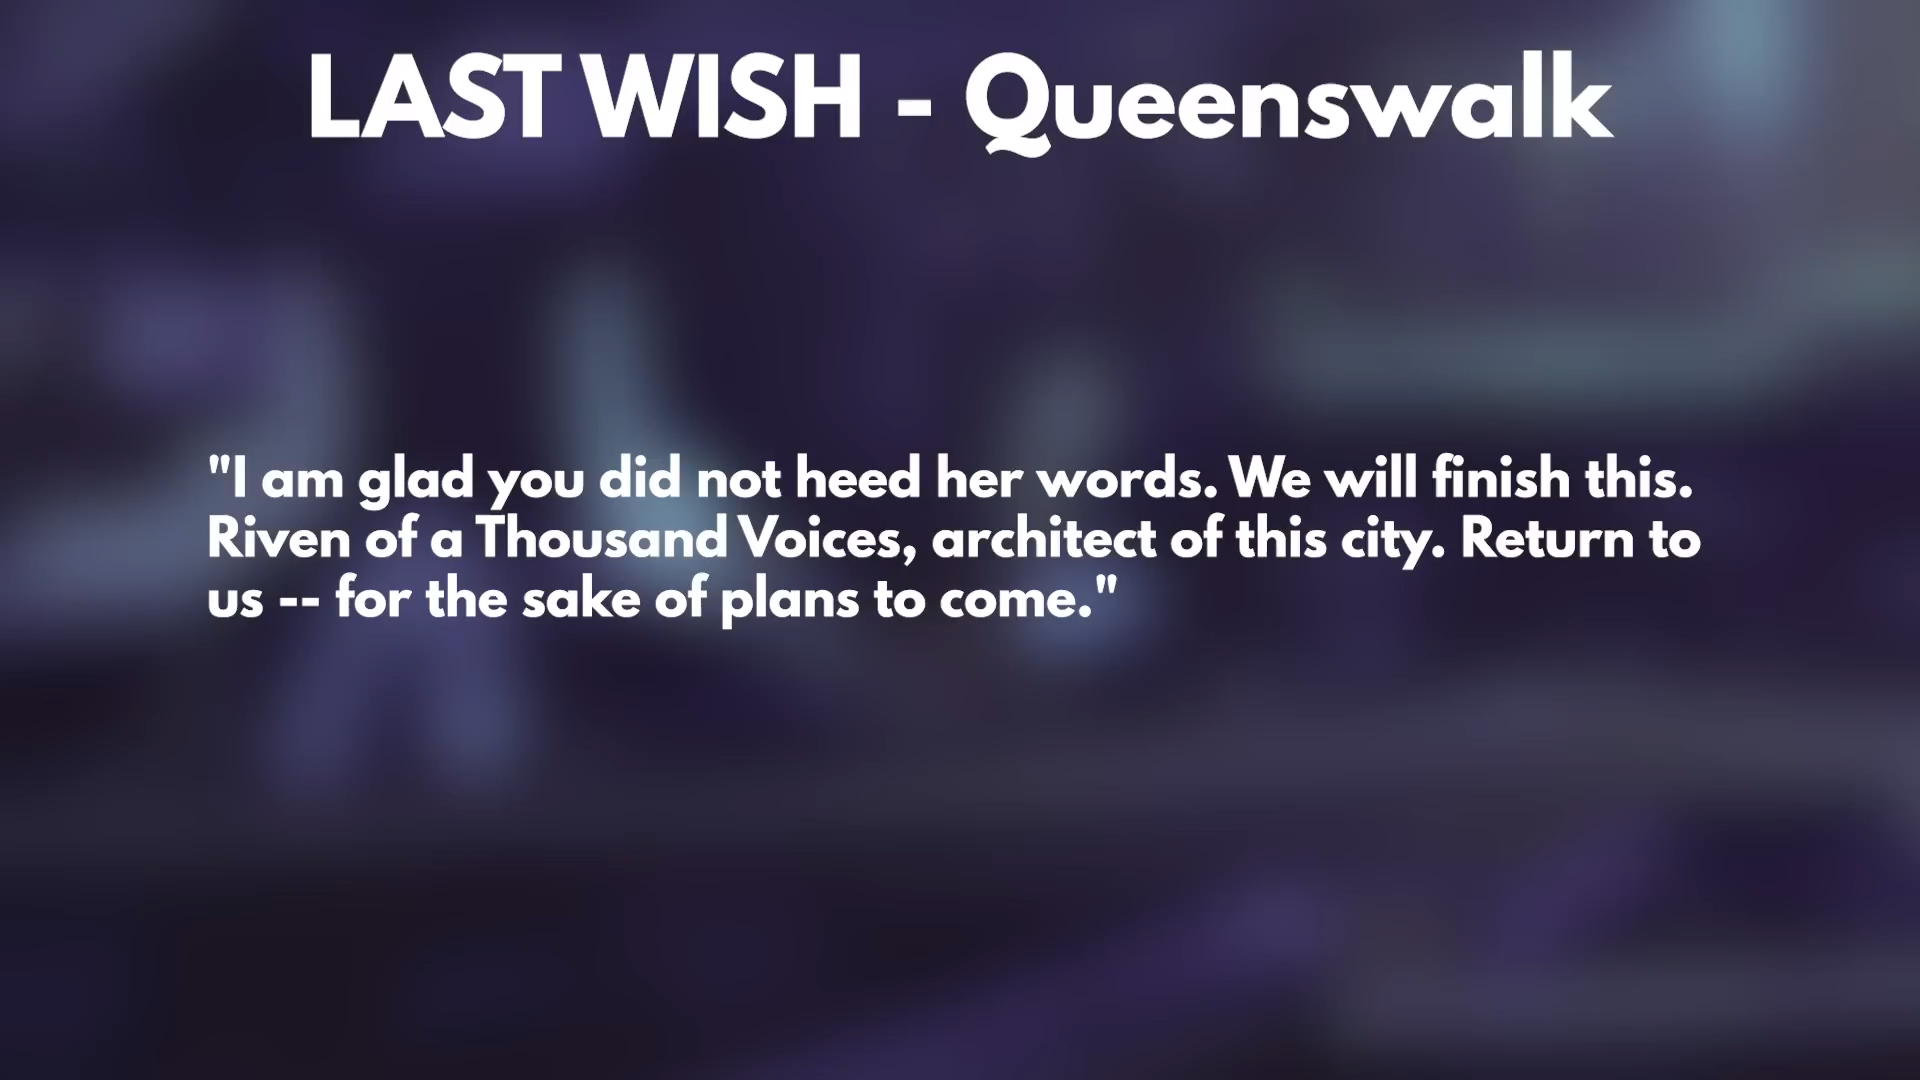 LAST WISH - Queenswalk
"I am glad you did not heed her words. We will finish this.
Riven of a Thousand Voices, architect of this city. Return to
us -- for the sake of plans to come."